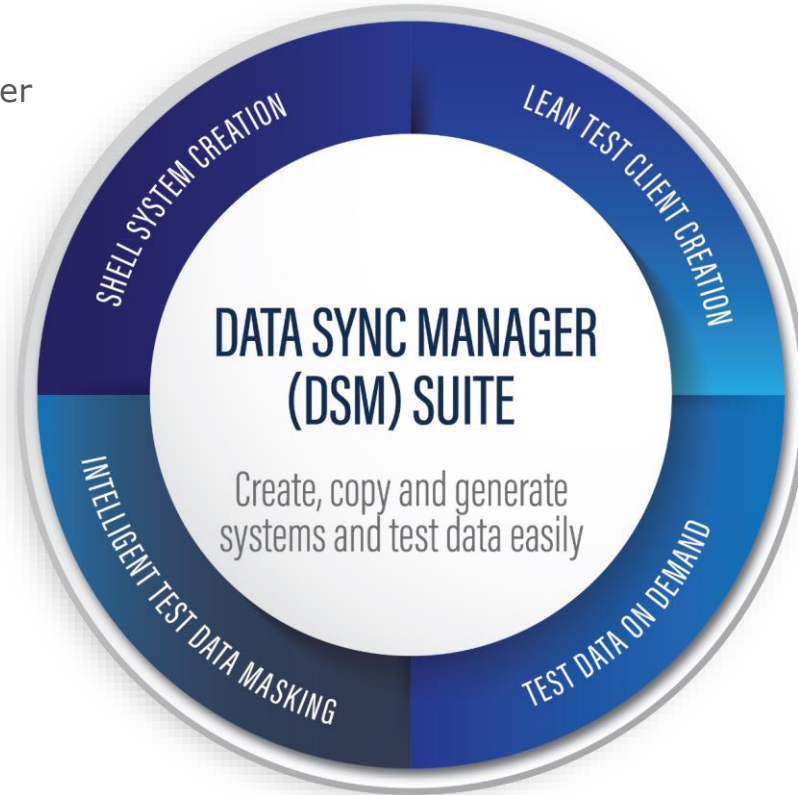 er
SHELL SYSTEM CREATION
LEAN TEST CLIENT CREATION
DATA SYNC MANAGER
(DSM) SUITE
Create, copy and generate
systems and test data easily
INTELLIGENT TEST DATA MASKING
TEST DATA ON DEMAND